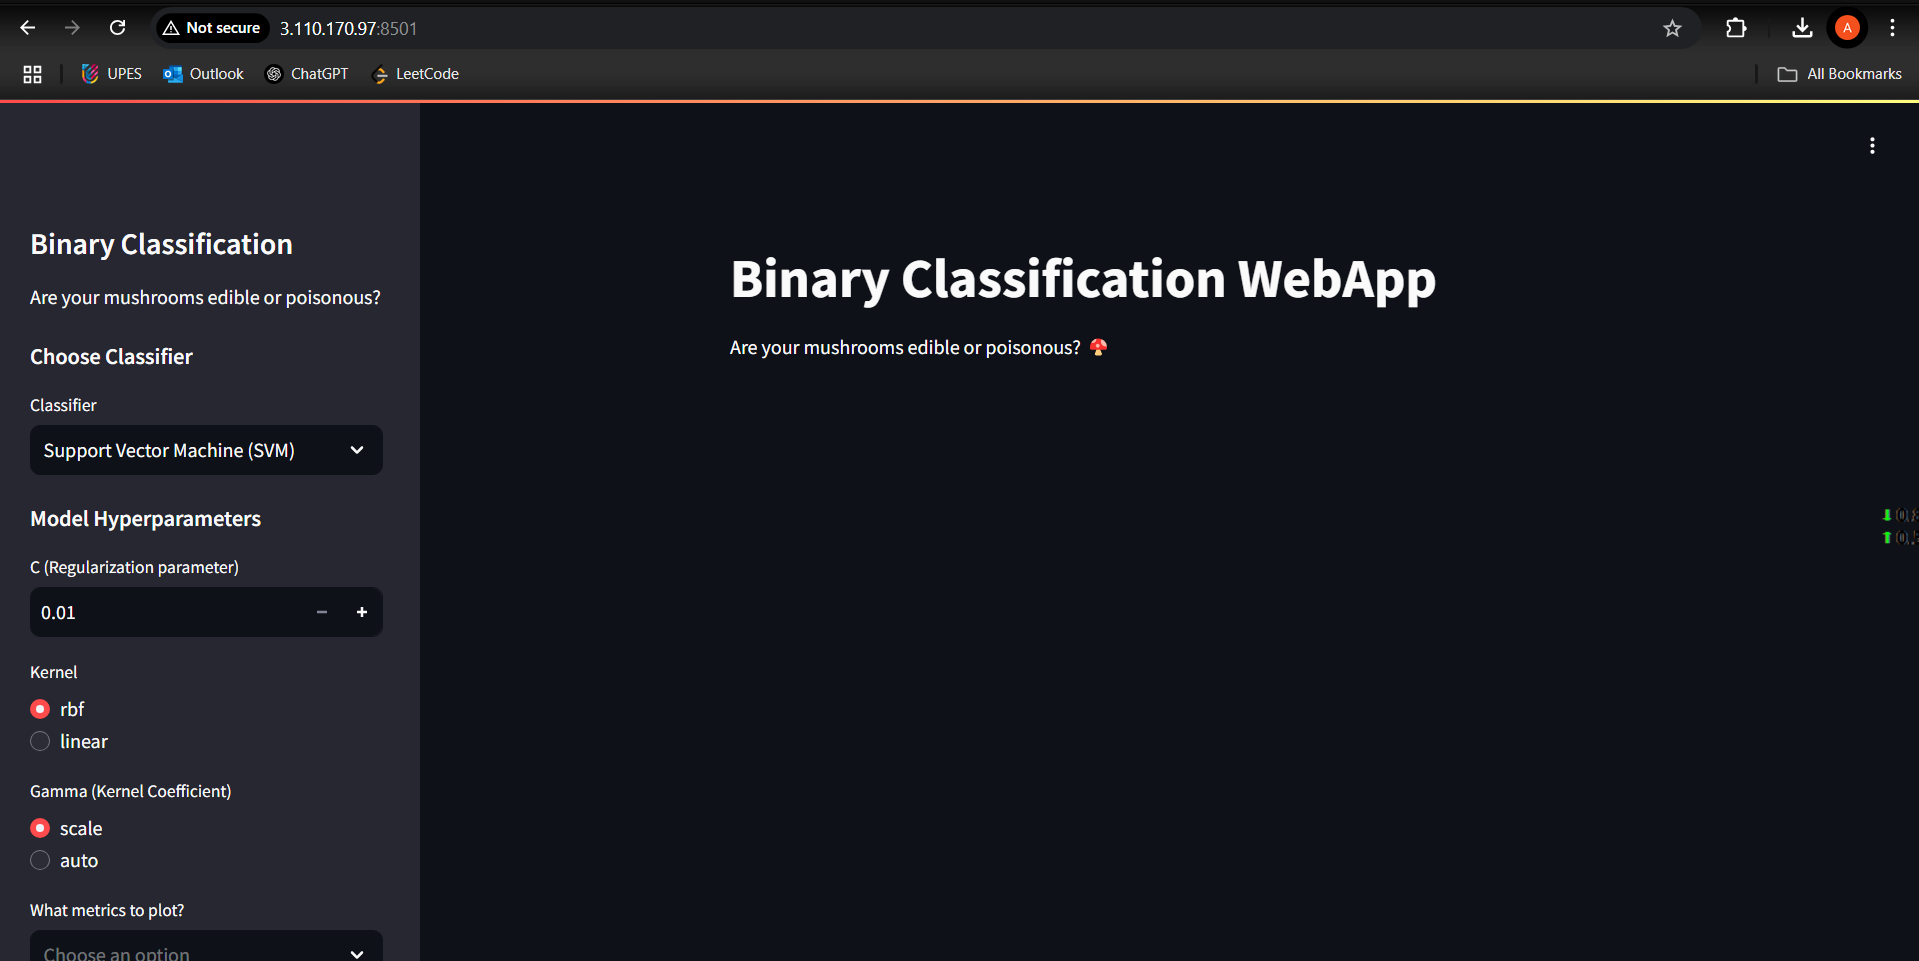 Not secure 3.110.170.97:8501
A
UPES Outlook ChatGPT LeetCode All Bookmarks
Binary Classification
Are your mushrooms edible or poisonous?
Choose Classifier
Classifier
Support Vector Machine (SVM)
Model Hyperparameters
C (Regularization parameter)
0.01
Kernel
rbf
linear
Gamma (Kernel Coefficient)
scale
auto
What metrics to plot?
Choose an option
Binary Classification WebApp
Are your mushrooms edible or poisonous? 🍄